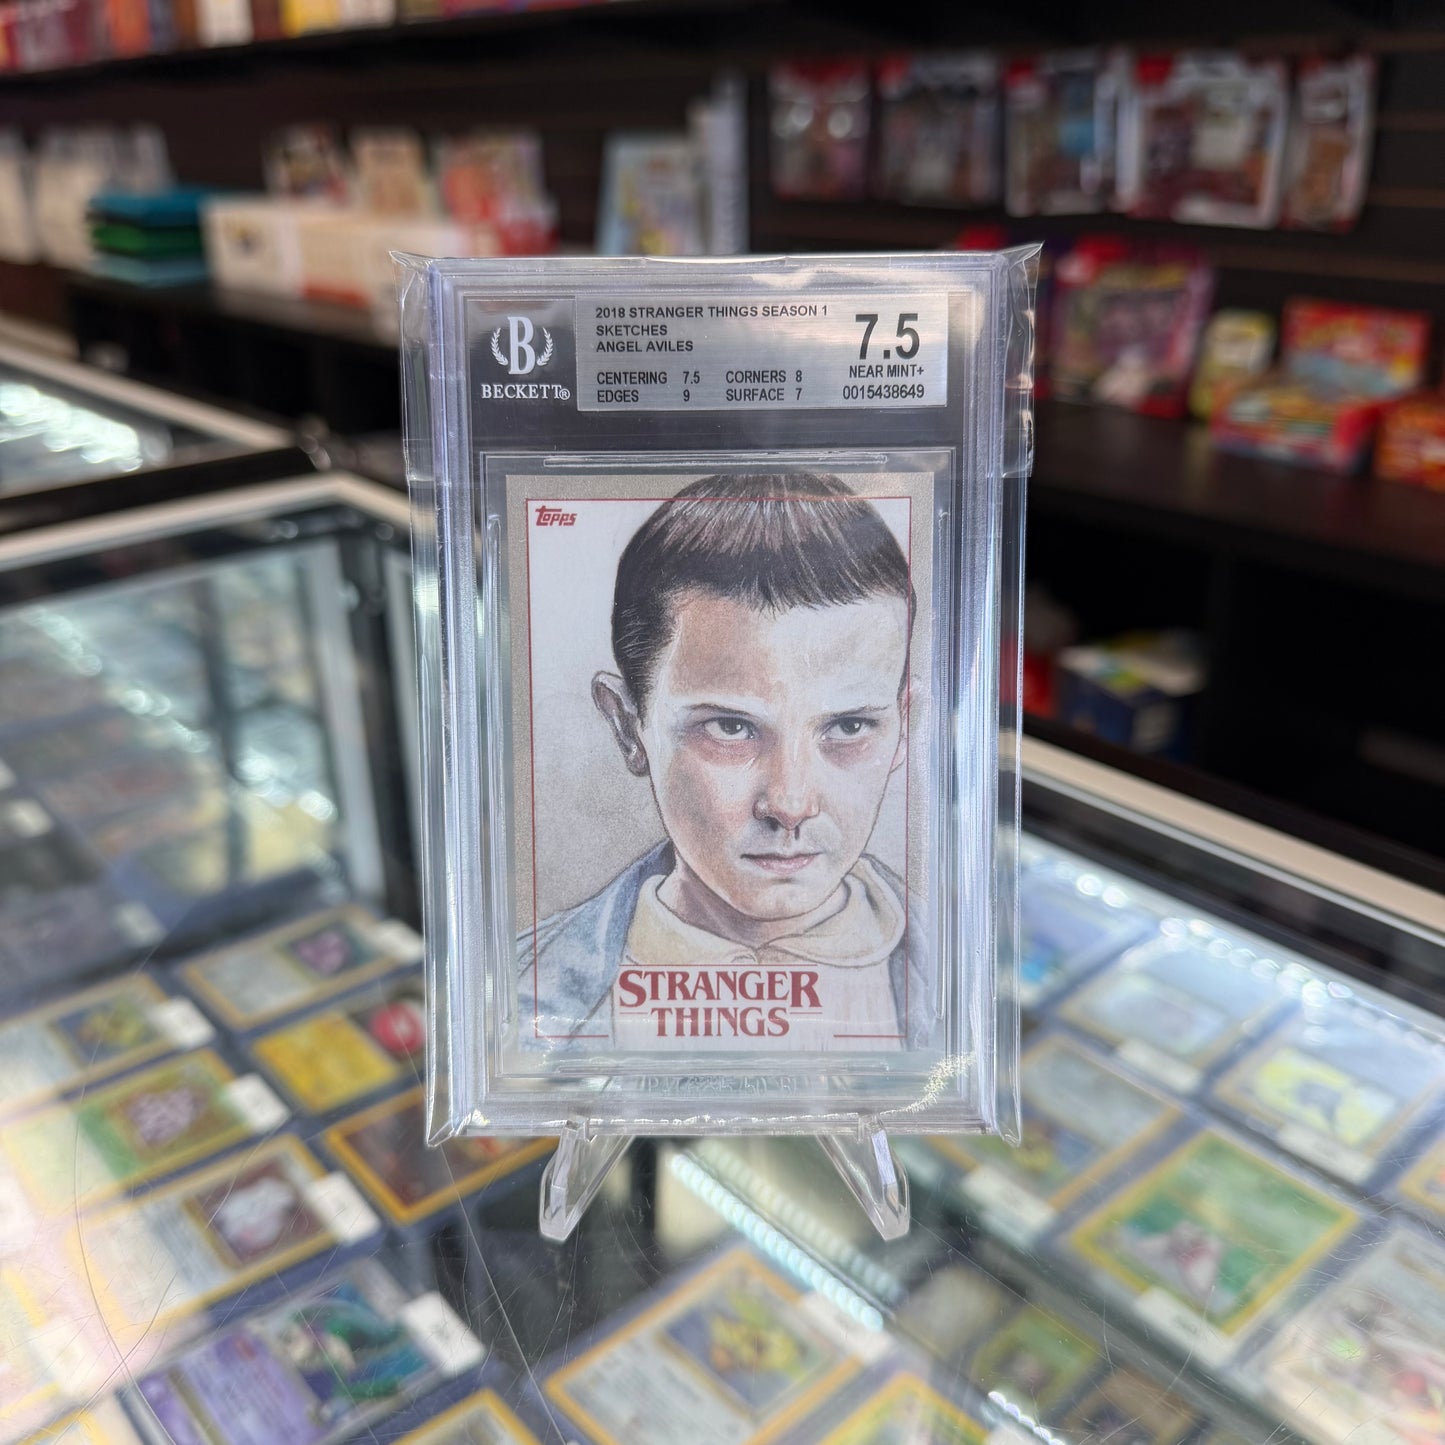 2018 STRANGER THINGS SEASON 1
SKETCHES
ANGEL AVILES
7.5
NEAR MINT+
0015438649
CENTERING 7.5 CORNERS 8
EDGES 9 SURFACE 7
B
BECKETT®
topps
STRANGER
THINGS